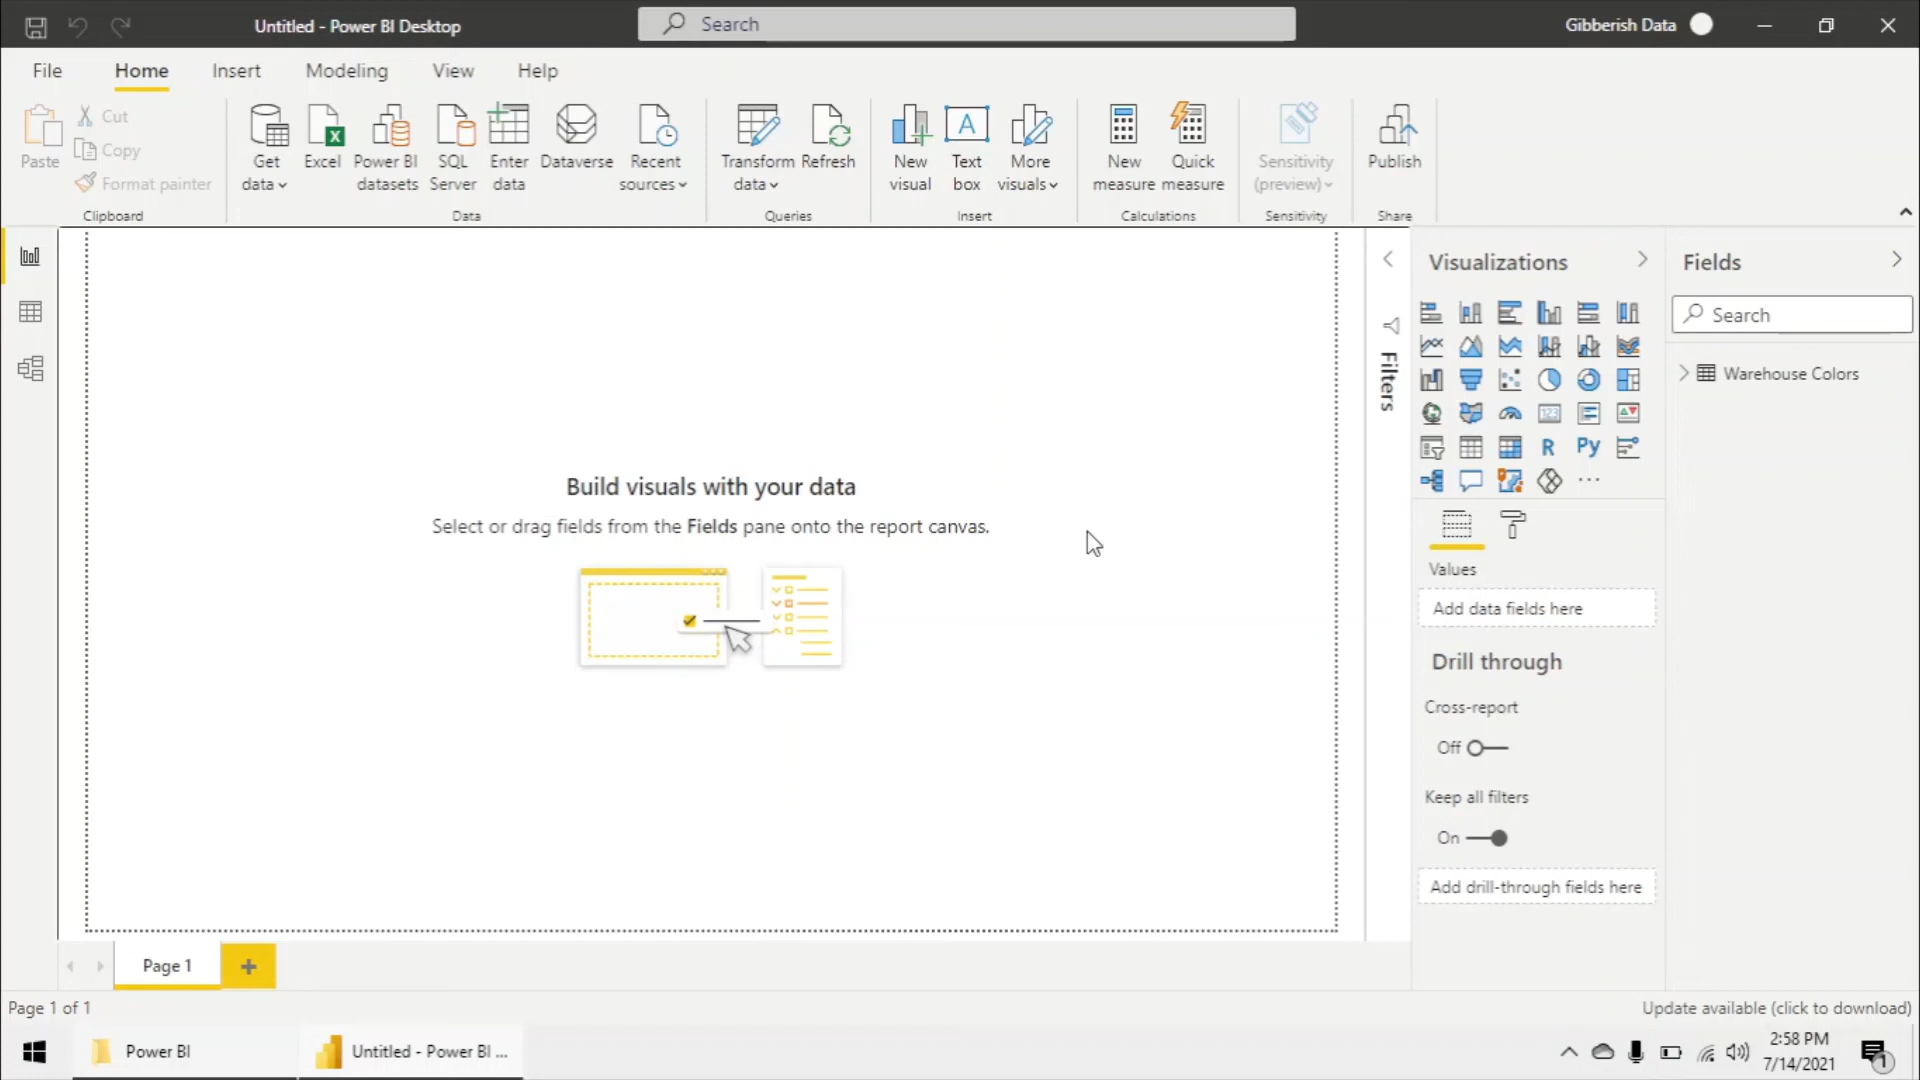 Untitled - Power BI Desktop
Search
Gibberish Data
File
Home
Insert
Modeling
View
Help
Paste
Cut
Copy
Format painter
Clipboard
Get data
Excel
Power BI datasets
SQL Server
Enter data
Dataverse
Recent sources
Data
Transform data
Refresh
Queries
New visual
A
Text box
More visuals
Insert
New measure
Quick measure
Calculations
Sensitivity (preview)
Sensitivity
Publish
Share
Build visuals with your data
Select or drag fields from the Fields pane onto the report canvas.
Filters
Visualizations
123
R
Py
Values
Add data fields here
Drill through
Cross-report
Off
Keep all filters
On
Add drill-through fields here
Fields
Search
Warehouse Colors
Page 1
Page 1 of 1
Update available (click to download)
Power BI
Untitled - Power BI ...
2:58 PM
7/14/2021
1